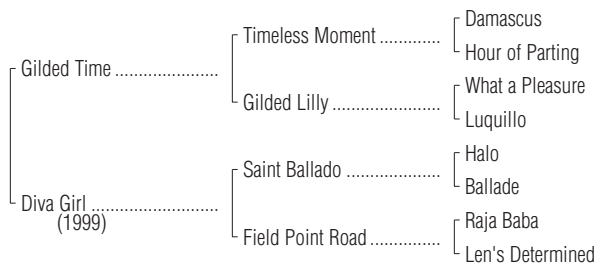 Damascus
Timeless Moment .............
Hour of Parting
Gilded Time ......................
What a Pleasure
Gilded Lilly .......................
Luquillo
Halo
Saint Ballado ....................
Ballade
Diva Girl ...........................
(1999)
Raja Baba
Field Point Road ...............
Len's Determined